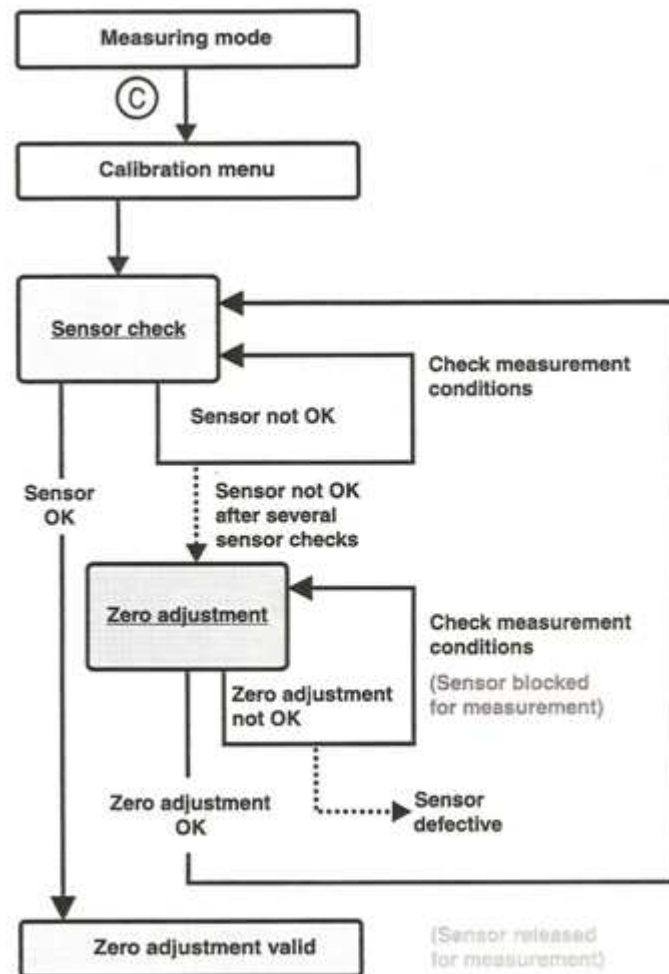 Measuring mode
C
Calibration menu
Sensor check
Check measurement
conditions
Sensor not OK
Sensor
OK
Sensor not OK
after several
sensor checks
Zero adjustment
Check measurement
conditions
(Sensor blocked
for measurement)
Zero adjustment
not OK
Zero adjustment
OK
Sensor
defective
Zero adjustment valid
(Sensor released
for measurement)